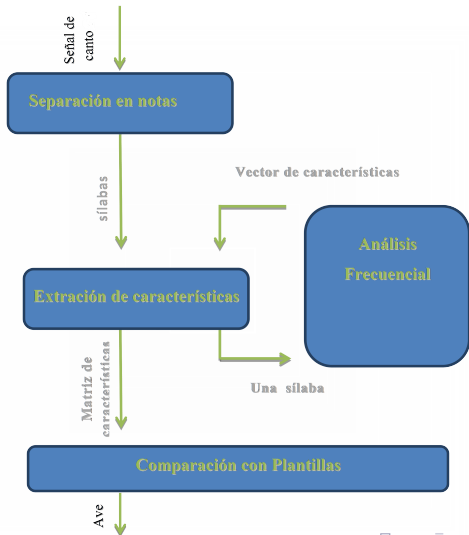 Señal de
canto
Separación en notas
sílabas
Vector de características
Análisis
Frecuencial
Extración de características
Matriz de
características
Una sílaba
Comparación con Plantillas
Ave